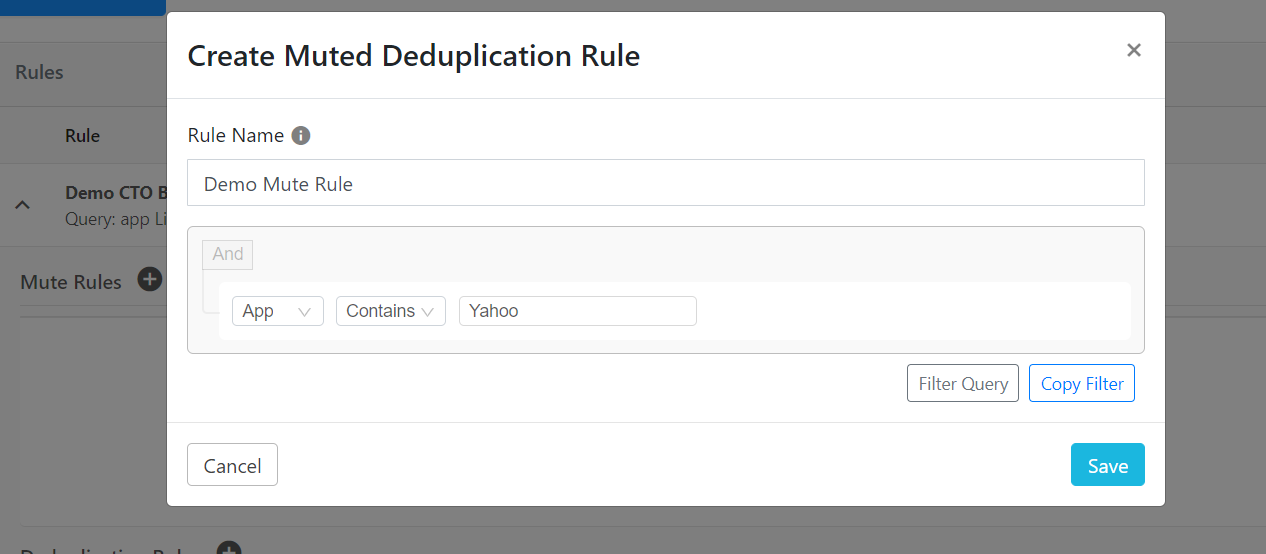 Create Muted Deduplication Rule
×
Rules
Rule
Rule Name
Demo CTO B
Query: app Li
Demo Mute Rule
And
Mute Rules
App Contains Yahoo
Filter Query Copy Filter
Cancel Save